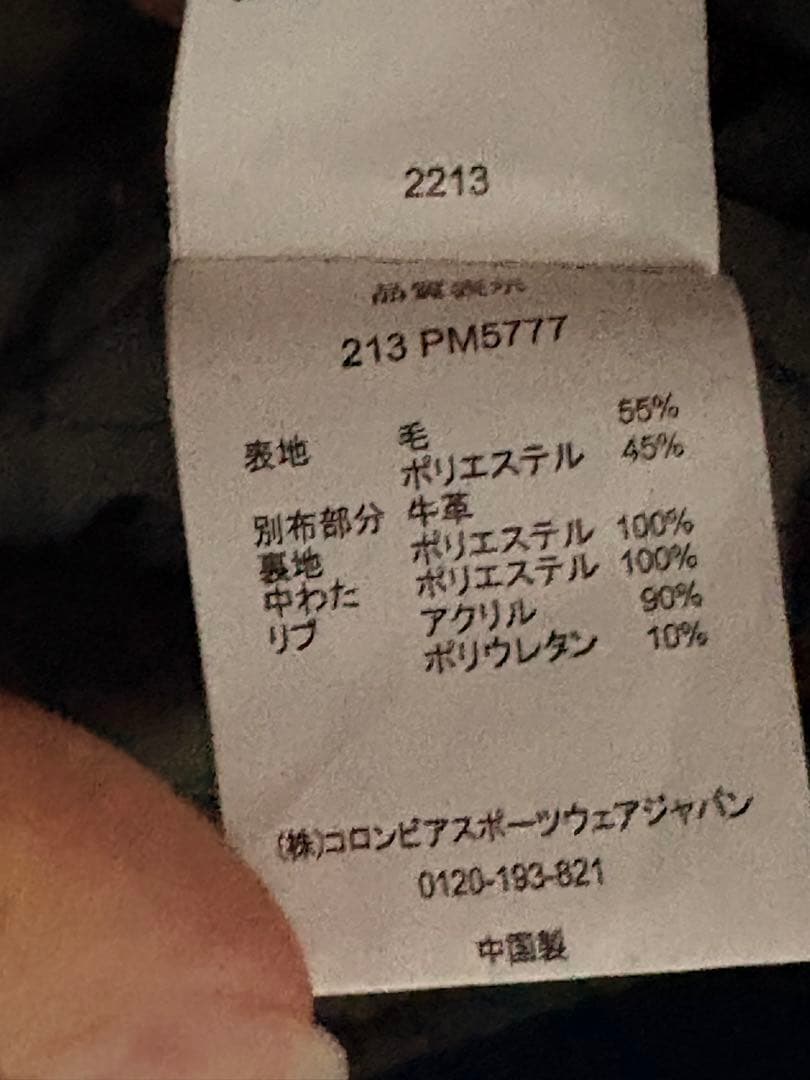 2213
品質表示
213 PM5777
表地 毛 55%
ポリエステル 45%
別布部分 牛革
裏地 ポリエステル 100%
中わた ポリエステル 100%
リブ アクリル 90%
ポリウレタン 10%
(株)コロンビアスポーツウェアジャパン
0120-193-821
中国製